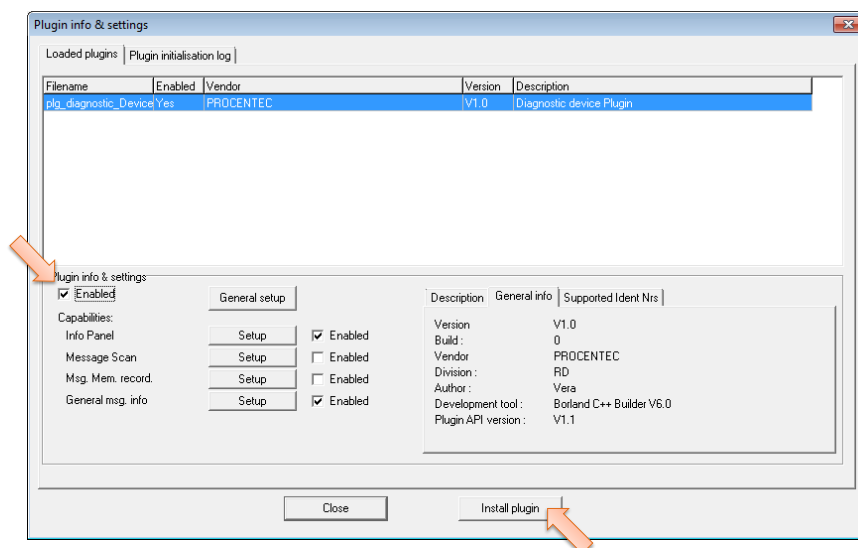 Plugin info & settings
Loaded plugins Plugin initialisation log
Filename Enabled Vendor Version Description
plg_diagnostic_Device Yes PROCENTEC V1.0 Diagnostic device Plugin
Plugin info & settings
Enabled General setup Description General info Supported Ident Nrs
Capabilities:
Version V1.0
Info Panel Setup Enabled
Build : 0
Message Scan Setup Enabled
Vendor PROCENTEC
Division : RD
Msg. Mem. record. Setup Enabled
Author : Vera
General msg. info Setup Enabled
Development tool : Borland C++ Builder V6.0
Plugin API version : V1.1
Close Install plugin